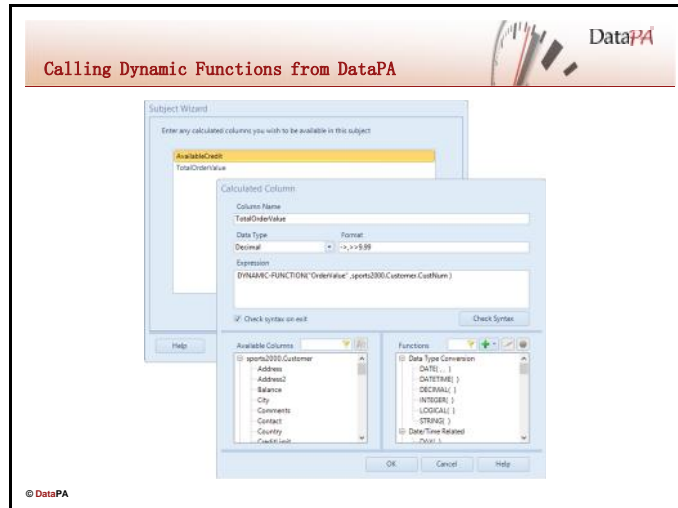 DataPA
Calling Dynamic Functions from DataPA
Subject Wizard
Enter any calculated columns you wish to be available in this subject
AvailableCredit
TotalOrderValue
Calculated Column
Column Name
TotalOrderValue
Data Type Format
Decimal ->,>>9.99
Expression
DYNAMIC-FUNCTION("OrderValue",sports2000.Customer.CustNum )
Check syntax on exit Check Syntax
Help
Available Columns Functions
sports2000.Customer Data Type Conversion
Address DATE( ... )
Address2 DATETIME( )
Balance DECIMAL( )
City INTEGER( )
Comments LOGICAL( )
Contact STRING( )
Country Date/Time Related
CreditLimit DAY( )
OK Cancel Help
© DataPA